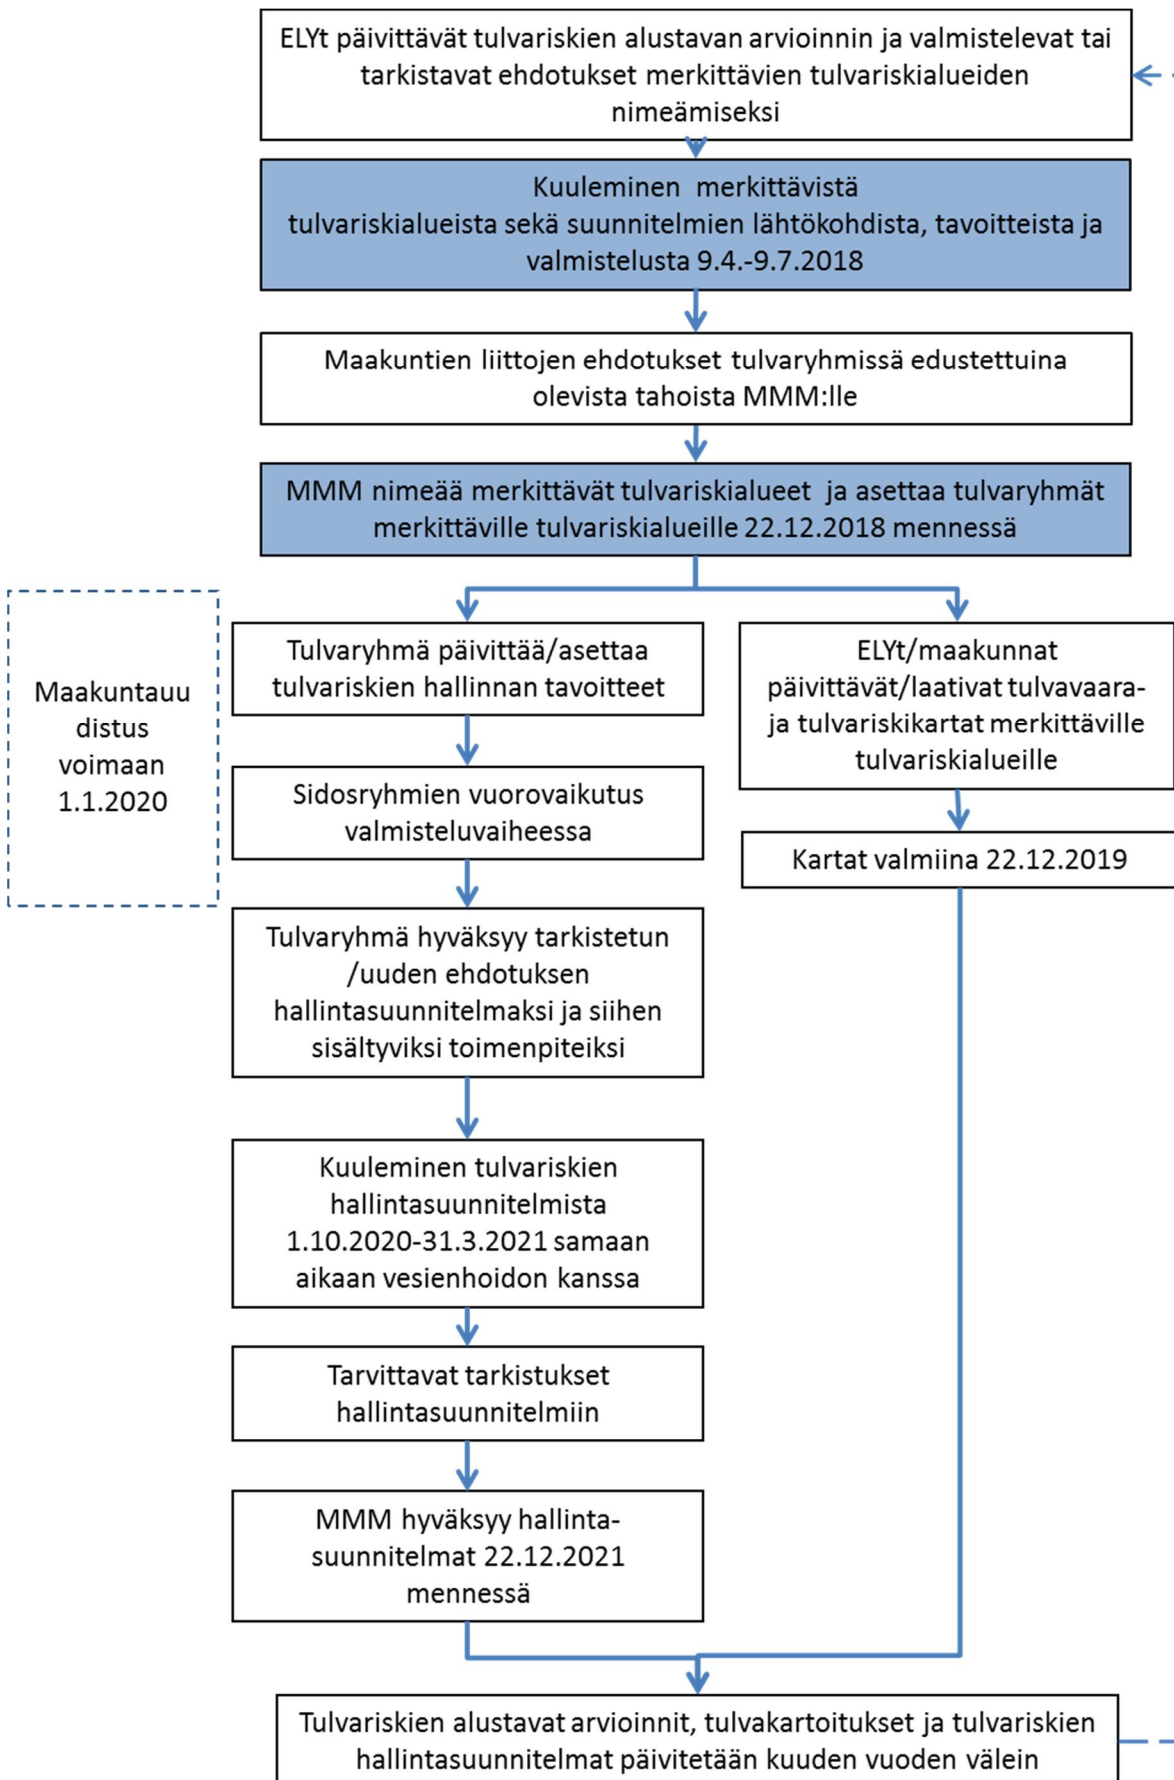 ELYt päivittävät tulvariskien alustavan arvioinnin ja valmistelevat tai
tarkistavat ehdotukset merkittävien tulvariskialueiden
nimeämiseksi
Kuuleminen merkittävistä
tulvariskialueista sekä suunnitelmien lähtökohdista, tavoitteista ja
valmistelusta 9.4.-9.7.2018
Maakuntien liittojen ehdotukset tulvaryhmissä edustettuina
olevista tahoista MMM:lle
MMM nimeää merkittävät tulvariskialueet ja asettaa tulvaryhmät
merkittäville tulvariskialueille 22.12.2018 mennessä
Maakuntauu
distus
voimaan
1.1.2020
Tulvaryhmä päivittää/asettaa
tulvariskien hallinnan tavoitteet
ELYt/maakunnat
päivittävät/laativat tulvavaara-
ja tulvariskikartat merkittäville
tulvariskialueille
Sidosryhmien vuorovaikutus
valmisteluvaiheessa
Kartat valmiina 22.12.2019
Tulvaryhmä hyväksyy tarkistetun
/uuden ehdotuksen
hallintasuunnitelmaksi ja siihen
sisältyviksi toimenpiteiksi
Kuuleminen tulvariskien
hallintasuunnitelmista
1.10.2020-31.3.2021 samaan
aikaan vesienhoidon kanssa
Tarvittavat tarkistukset
hallintasuunnitelmiin
MMM hyväksyy hallinta-
suunnitelmat 22.12.2021
mennessä
Tulvariskien alustavat arvioinnit, tulvakartoitukset ja tulvariskien
hallintasuunnitelmat päivitetään kuuden vuoden välein